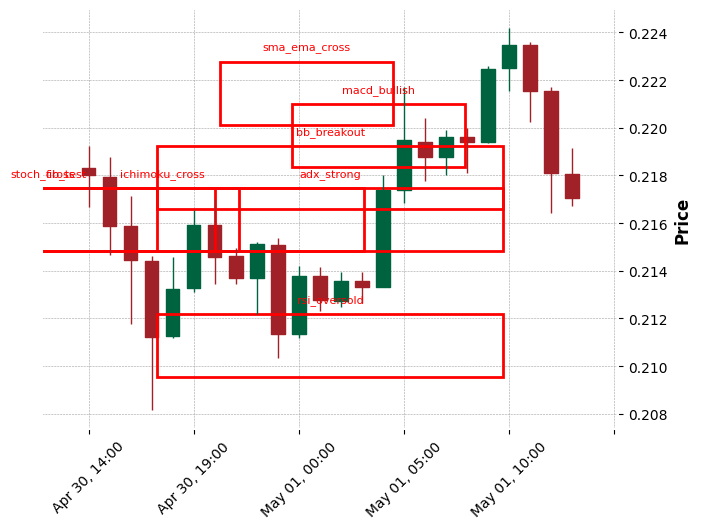 sma_ema_cross
macd_bullish
bb_breakout
ichimoku_cross
adx_strong
rsi_oversold
0.224
0.222
0.220
0.218
0.216
0.214
0.212
0.210
0.208
Price
Apr 30, 14:00
Apr 30, 19:00
May 01, 00:00
May 01, 05:00
May 01, 10:00